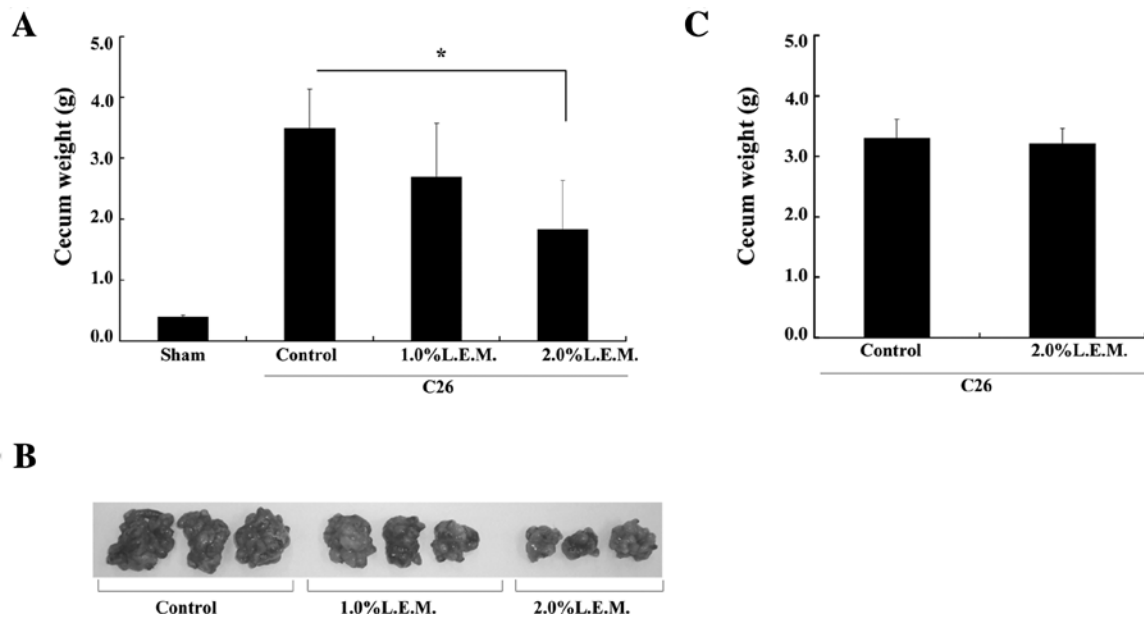 A
Cecum weight (g)
5.0
4.0
3.0
2.0
1.0
0.0
*
Sham Control 1.0%L.E.M. 2.0%L.E.M.
C26
C
Cecum weight (g)
5.0
4.0
3.0
2.0
1.0
0.0
Control 2.0%L.E.M.
C26
B
Control 1.0%L.E.M. 2.0%L.E.M.